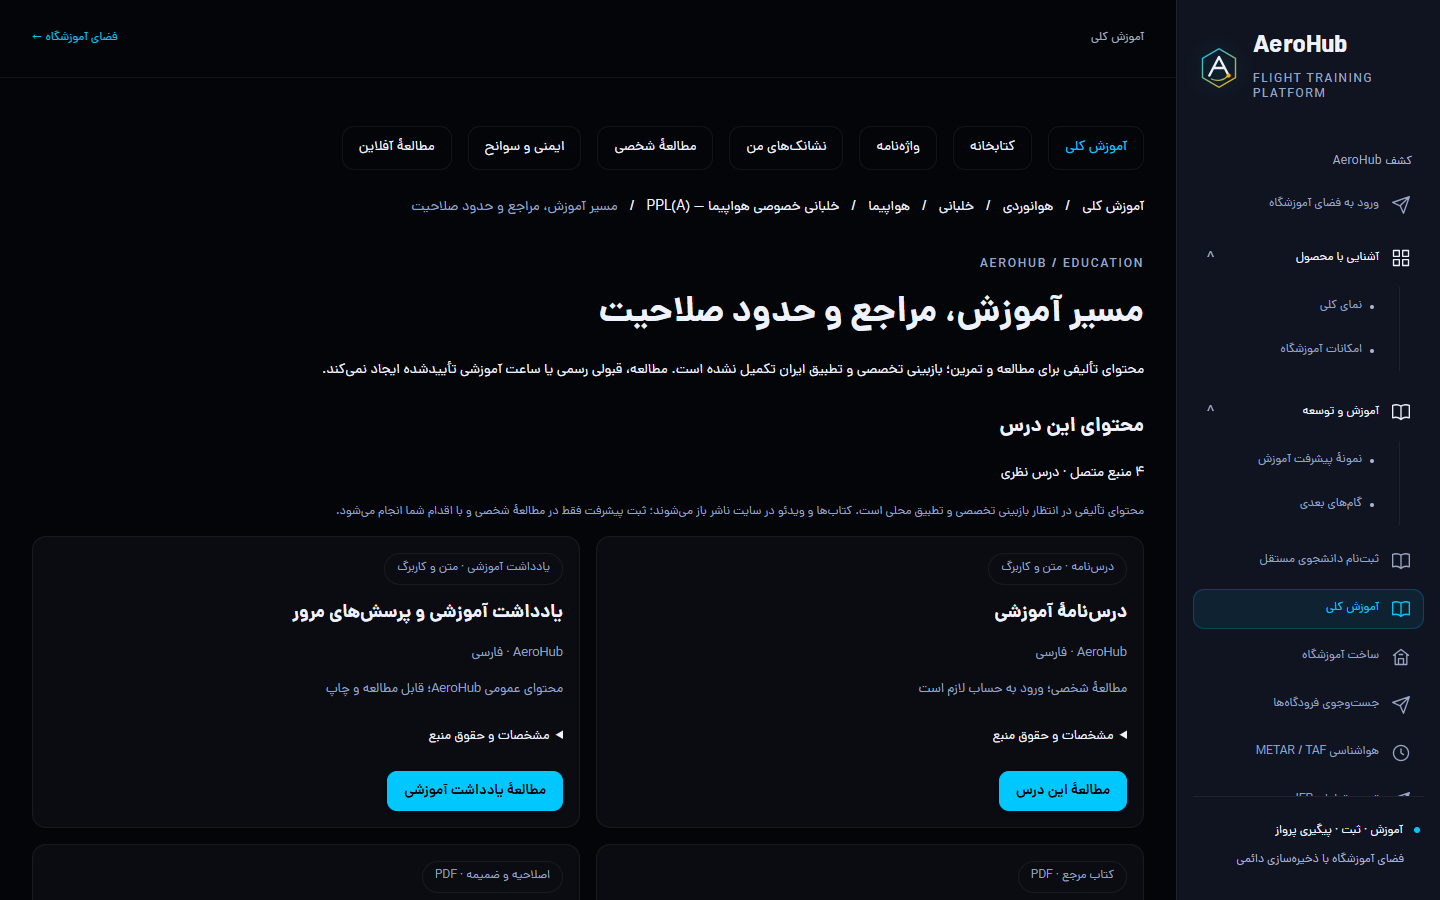 AeroHub
FLIGHT TRAINING
PLATFORM
کشف AeroHub
ورود به فضای آموزشگاه
آشنایی با محصول
نمای کلی
امکانات آموزشگاه
آموزش و توسعه
نمونهٔ پیشرفت آموزش
گام‌های بعدی
ثبت‌نام دانشجوی مستقل
آموزش کلی
ساخت آموزشگاه
جست‌وجوی فرودگاه‌ها
هواشناسی METAR / TAF
آموزش · ثبت · پیگیری پرواز
فضای آموزشگاه با ذخیره‌سازی دائمی
آموزش کلی
فضای آموزشگاه ←
آموزش کلی
کتابخانه
واژه‌نامه
نشانک‌های من
مطالعهٔ شخصی
ایمنی و سوانح
مطالعهٔ آفلاین
آموزش کلی / هوانوردی / خلبانی / هواپیما / خلبانی خصوصی هواپیما — PPL(A) / مسیر آموزش، مراجع و حدود صلاحیت
AEROHUB / EDUCATION
مسیر آموزش، مراجع و حدود صلاحیت
محتوای تألیفی برای مطالعه و تمرین؛ بازبینی تخصصی و تطبیق ایران تکمیل نشده است. مطالعه، قبولی رسمی یا ساعت آموزشی تأییدشده ایجاد نمی‌کند.
محتوای این درس
۴ منبع متصل · درس نظری
محتوای تألیفی در انتظار بازبینی تخصصی و تطبیق محلی است. کتاب‌ها و ویدئو در سایت ناشر باز می‌شوند؛ ثبت پیشرفت فقط در مطالعهٔ شخصی و با اقدام شما انجام می‌شود.
درس‌نامه · متن و کاربرگ
درس‌نامهٔ آموزشی
AeroHub · فارسی
مطالعهٔ شخصی؛ ورود به حساب لازم است
◀ مشخصات و حقوق منبع
مطالعهٔ این درس
یادداشت آموزشی · متن و کاربرگ
یادداشت آموزشی و پرسش‌های مرور
AeroHub · فارسی
محتوای عمومی AeroHub؛ قابل مطالعه و چاپ
◀ مشخصات و حقوق منبع
مطالعهٔ یادداشت آموزشی
کتاب مرجع · PDF
اصلاحیه و ضمیمه · PDF